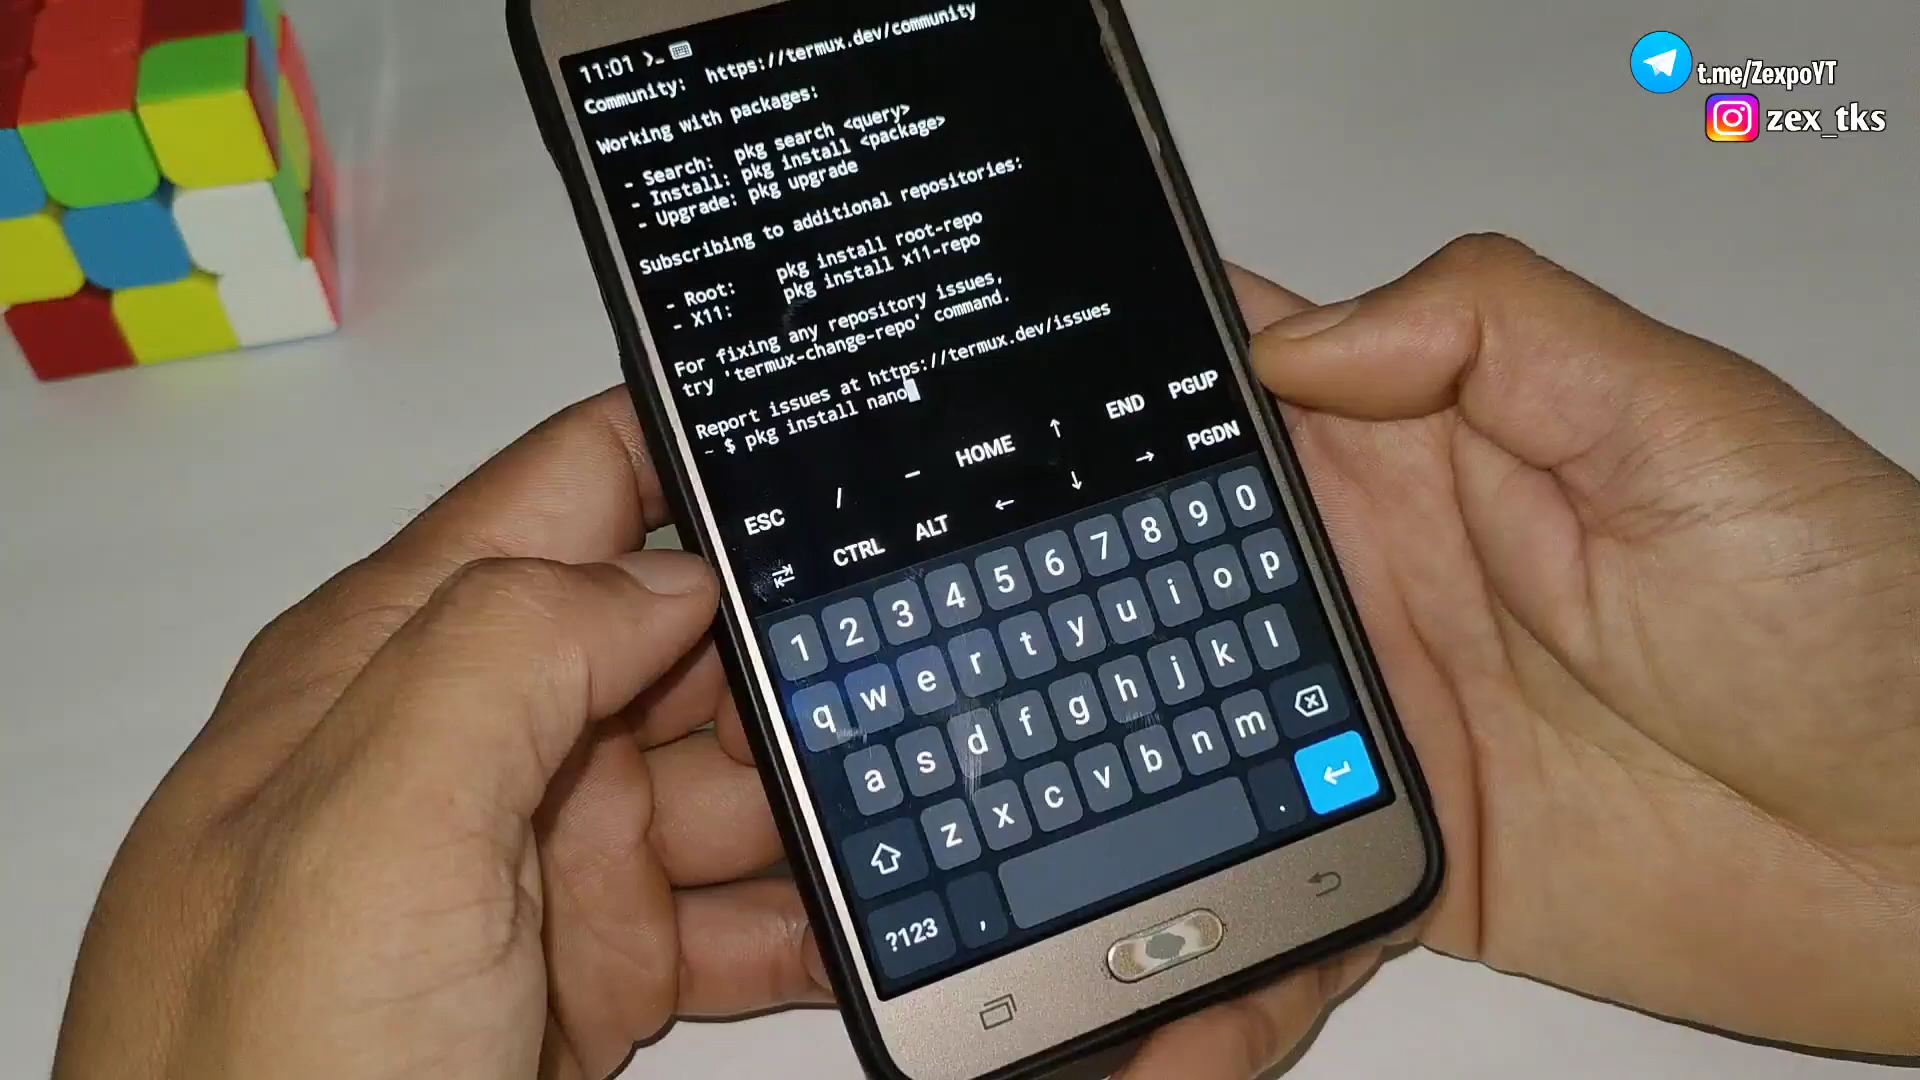 t.me/ZexpoYT
zex_tks
11:01
Community: https://termux.dev/community
Working with packages:
- Search: pkg search <query>
- Install: pkg install <package>
- Upgrade: pkg upgrade
Subscribing to additional repositories:
- Root: pkg install root-repo
- X11: pkg install x11-repo
For fixing any repository issues,
try 'termux-change-repo' command.
Report issues at https://termux.dev/issues
~ $ pkg install nano
ESC / — HOME ↑ END PGUP
CTRL ALT ← ↓ → PGDN
1 2 3 4 5 6 7 8 9 0
q w e r t y u i o p
a s d f g h j k l
z x c v b n m
?123 , .